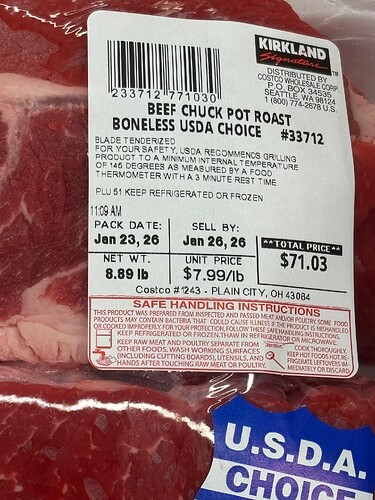 KIRKLAND
Signature™
DISTRIBUTED BY
COSTCO WHOLESALE CORP.
P.O. BOX 34535
SEATTLE, WA 98124
1 (800) 774-2678 U.S.
233712 771030
BEEF CHUCK POT ROAST
BONELESS USDA CHOICE #33712
BLADE TENDERIZED
FOR YOUR SAFETY, USDA RECOMMENDS GRILLING
PRODUCT TO A MINIMUM INTERNAL TEMPERATURE
OF 145 DEGREES AS MEASURED BY A FOOD
THERMOMETER WITH A 3 MINUTE REST TIME.
PLU 51 KEEP REFRIGERATED OR FROZEN
11:09 AM
PACK DATE: SELL BY:
Jan 23, 26 Jan 26, 26 **TOTAL PRICE**
NET WT. UNIT PRICE $71.03
8.89 lb $7.99/lb
Costco #1243 - PLAIN CITY, OH 43064
SAFE HANDLING INSTRUCTIONS
THIS PRODUCT WAS PREPARED FROM INSPECTED AND PASSED MEAT AND/OR POULTRY. SOME FOOD
PRODUCTS MAY CONTAIN BACTERIA THAT COULD CAUSE ILLNESS IF THE PRODUCT IS MISHANDLED
OR COOKED IMPROPERLY. FOR YOUR PROTECTION, FOLLOW THESE SAFE HANDLING INSTRUCTIONS.
KEEP REFRIGERATED OR FROZEN. THAW IN REFRIGERATOR OR MICROWAVE.
KEEP RAW MEAT AND POULTRY SEPARATE FROM COOK THOROUGHLY.
OTHER FOODS. WASH WORKING SURFACES KEEP HOT FOODS HOT. RE-
(INCLUDING CUTTING BOARDS), UTENSILS, AND FRIGERATE LEFTOVERS IM-
HANDS AFTER TOUCHING RAW MEAT OR POULTRY. MEDIATELY OR DISCARD
U.S.D.A.
CHOICE